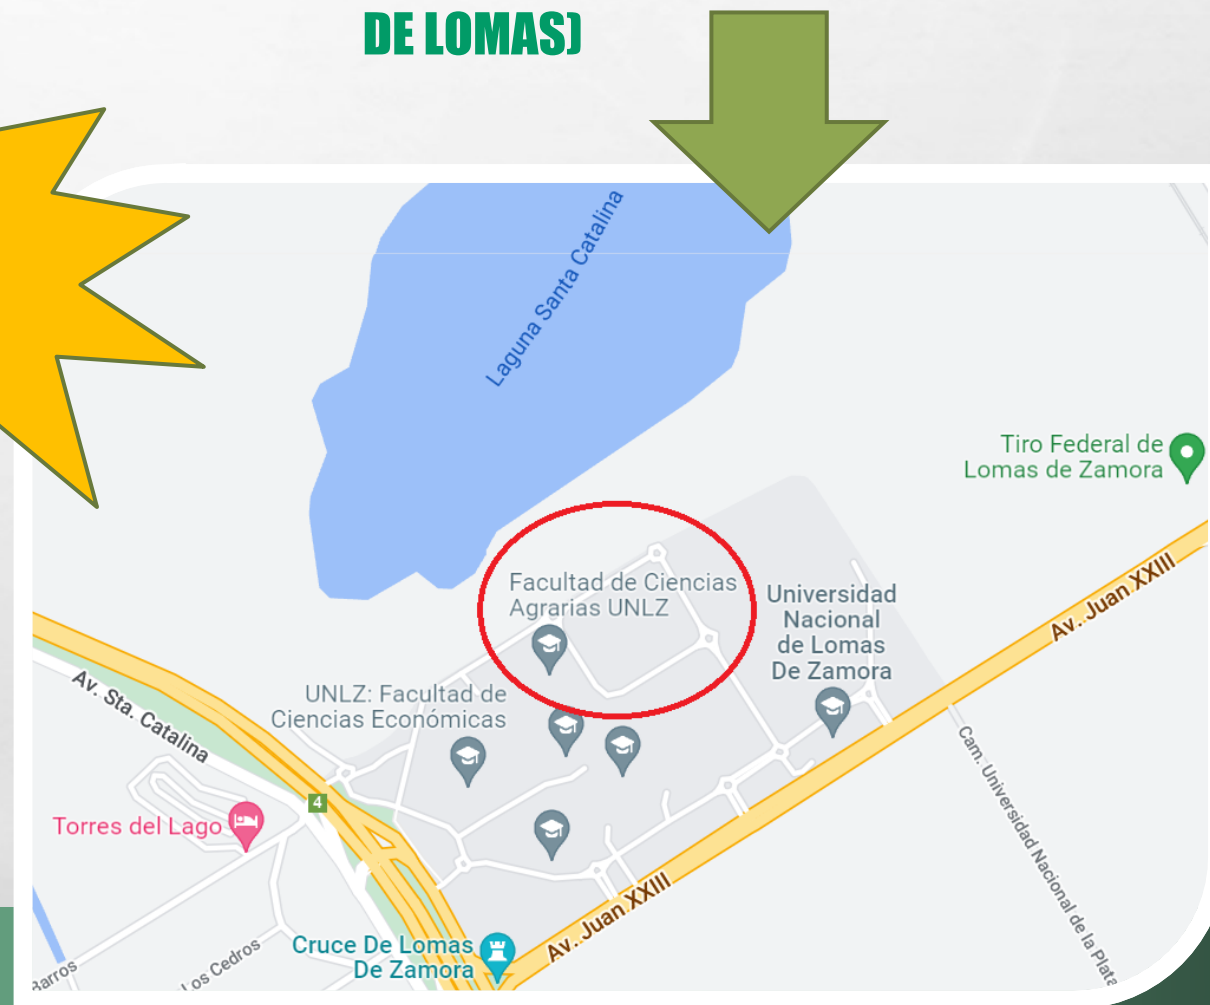 DE LOMAS)
Laguna Santa Catalina
Tiro Federal de
Lomas de Zamora
Facultad de Ciencias
Agrarias UNLZ
Universidad
Nacional
de Lomas
De Zamora
Av. Juan XXIII
UNLZ: Facultad de
Ciencias Económicas
Av. Sta. Catalina
4
Torres del Lago
Cam. Universidad Nacional de la Plata
Av. Juan XXIII
Cruce De Lomas
De Zamora
Barros
Los Cedros